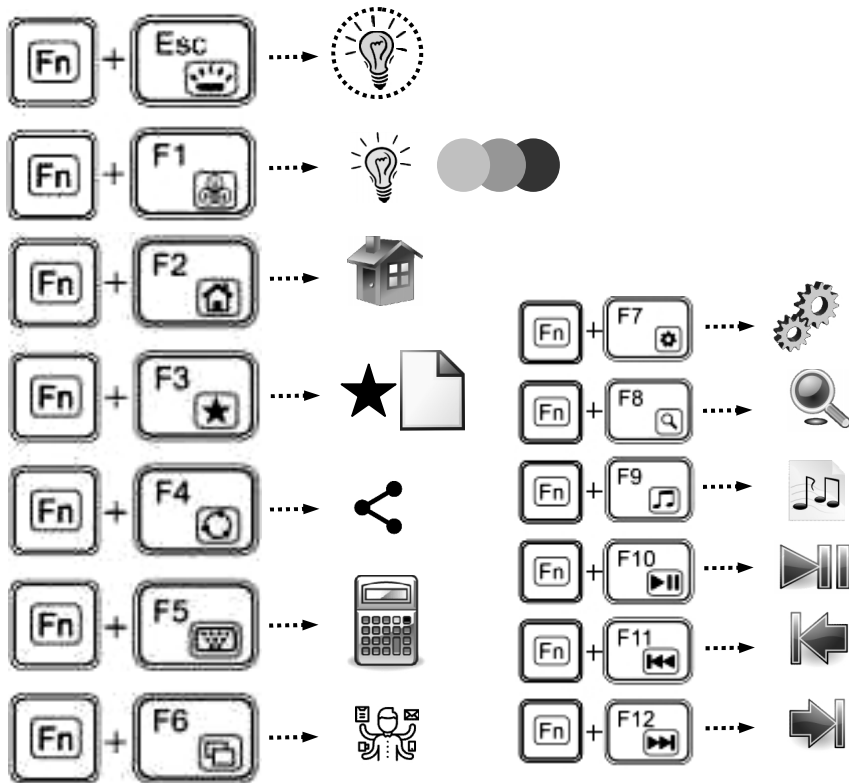 Fn + Esc
Fn + F1
Fn + F2
Fn + F3
Fn + F4
Fn + F5
Fn + F6
Fn + F7
Fn + F8
Fn + F9
Fn + F10
Fn + F11
Fn + F12